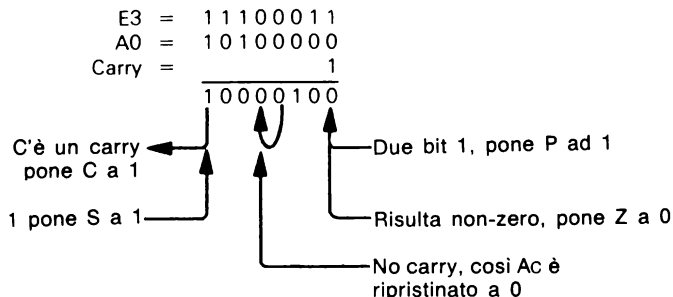 E3 = 11100011
A0 = 10100000
Carry = 1
10000100
C'è un carry
pone C a 1
Due bit 1, pone P ad 1
1 pone S a 1
Risulta non-zero, pone Z a 0
No carry, così AC è
ripristinato a 0